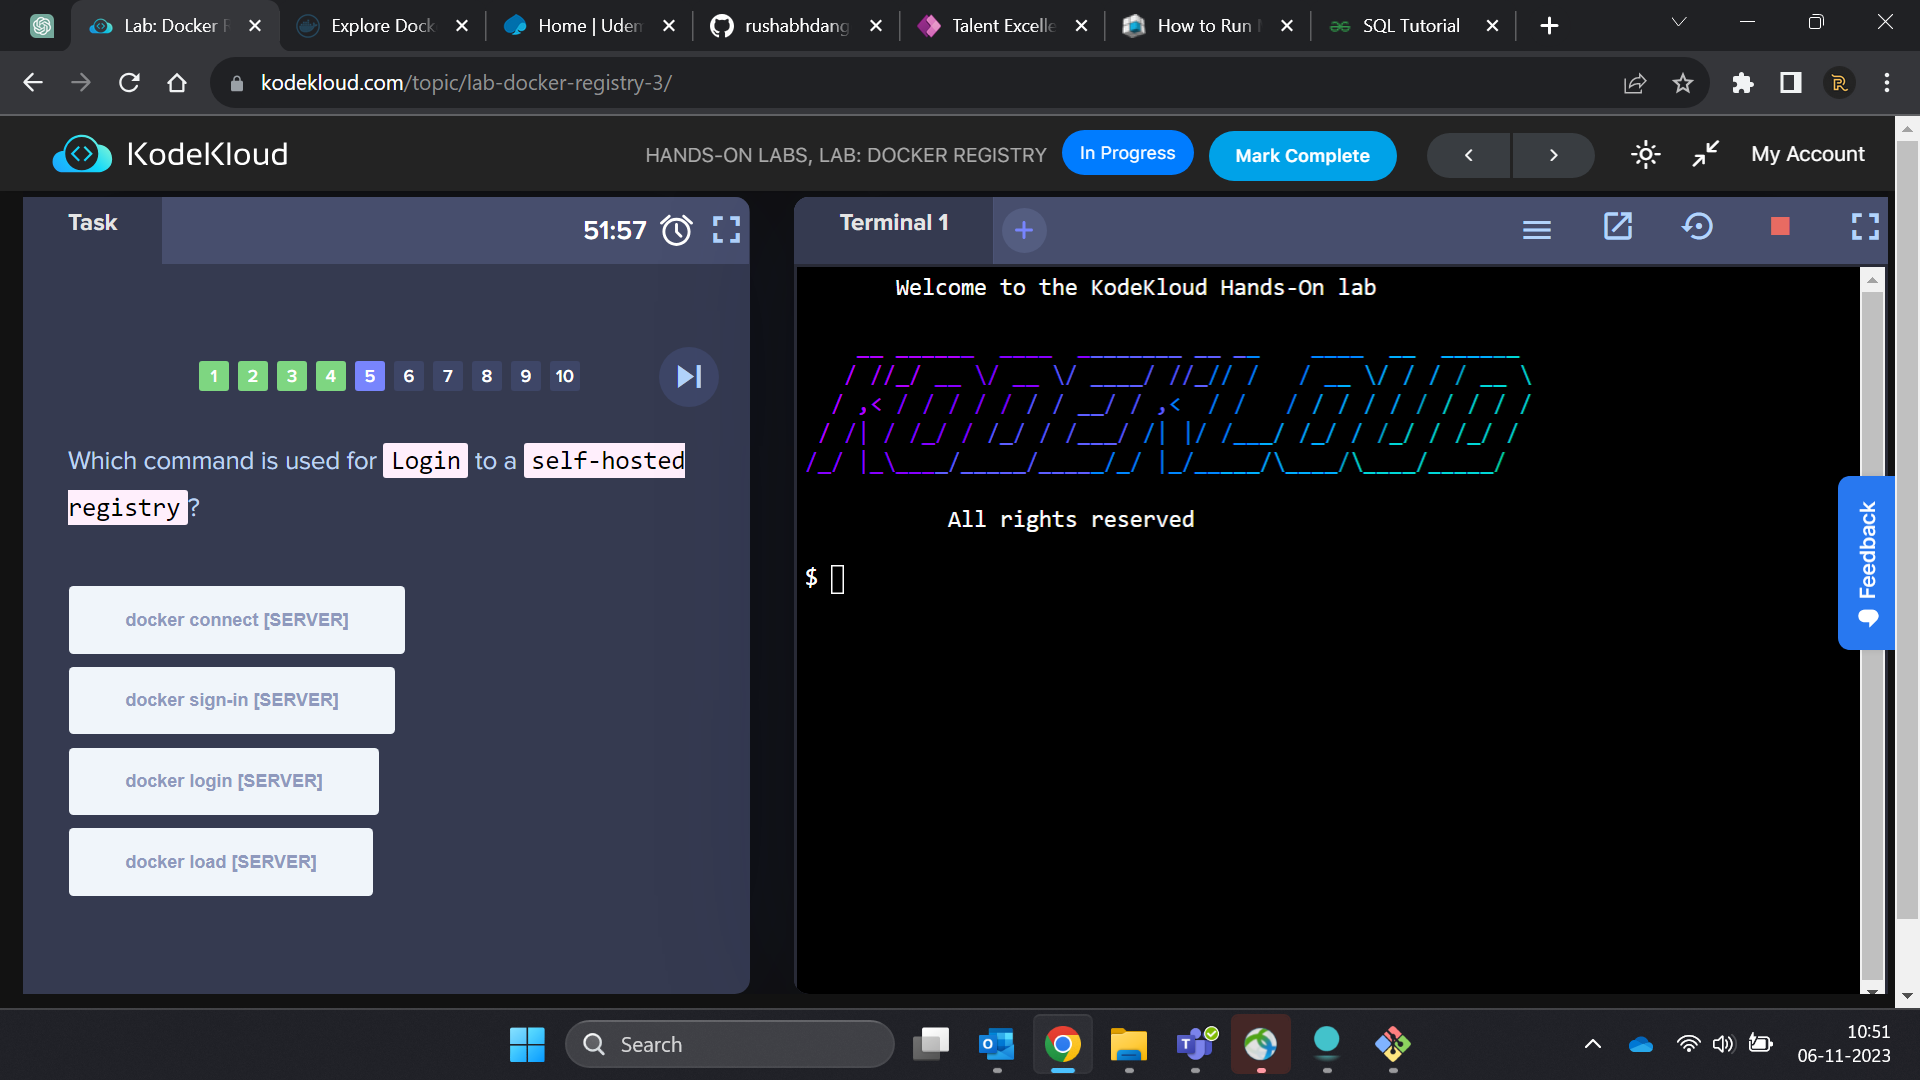 Lab: Docker R
Explore Dock
Home | Udem
rushabhdang
Talent Excelle
How to Run
SQL Tutorial
kodekloud.com/topic/lab-docker-registry-3/
KodeKloud
HANDS-ON LABS, LAB: DOCKER REGISTRY
In Progress
Mark Complete
My Account
Task
51:57
Terminal 1
1 2 3 4 5 6 7 8 9 10
Which command is used for Login to a self-hosted
registry?
docker connect [SERVER]
docker sign-in [SERVER]
docker login [SERVER]
docker load [SERVER]
Welcome to the KodeKloud Hands-On lab
KODEKLOUD
All rights reserved
$
Feedback
Search
10:51
06-11-2023